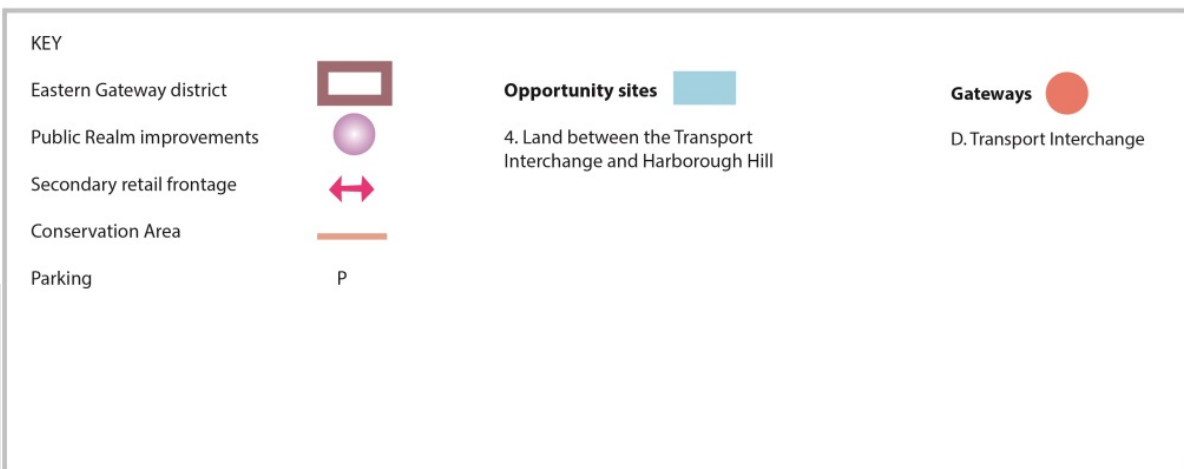 KEY
Eastern Gateway district
Public Realm improvements
Secondary retail frontage
Conservation Area
Parking
P
Opportunity sites
4. Land between the Transport
Interchange and Harborough Hill
Gateways
D. Transport Interchange